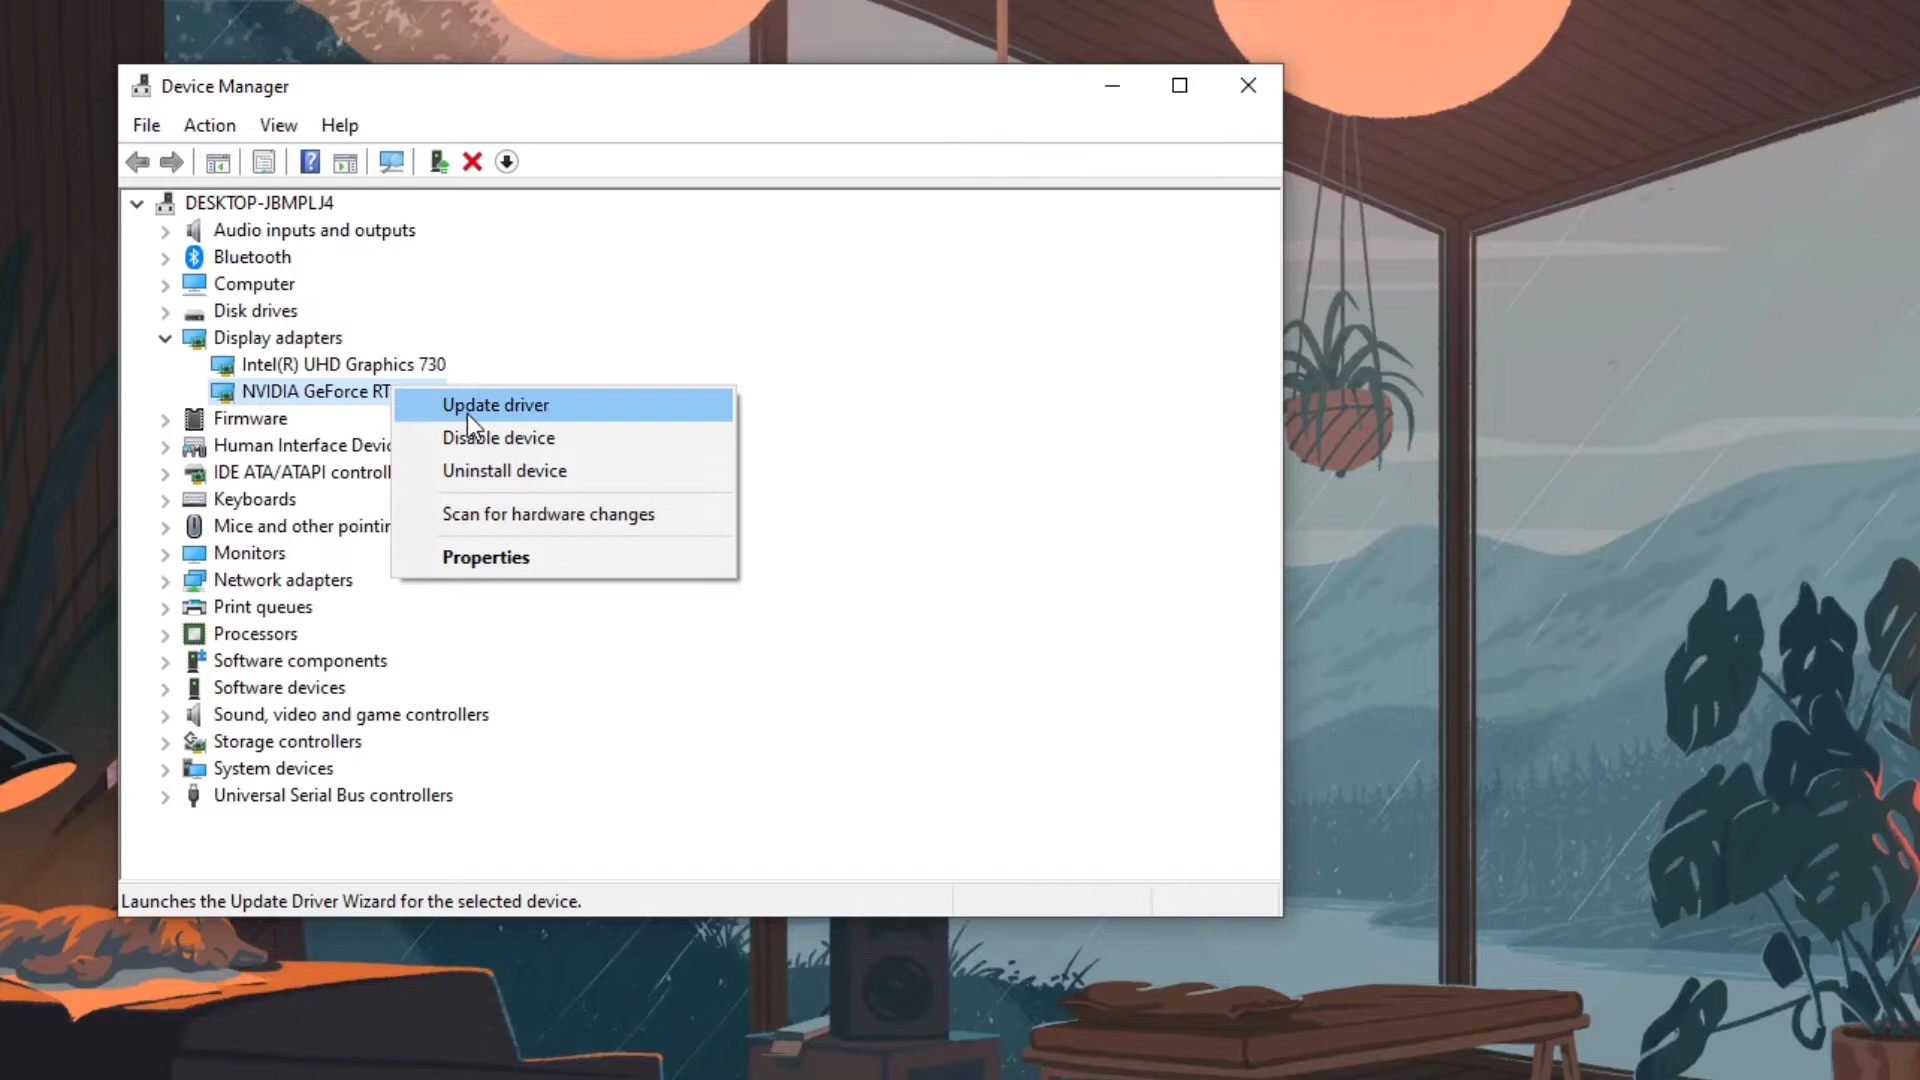 Device Manager
File Action View Help
DESKTOP-JBMPLJ4
Audio inputs and outputs
Bluetooth
Computer
Disk drives
Display adapters
Intel(R) UHD Graphics 730
NVIDIA GeForce RT
Update driver
Firmware
Disable device
Human Interface Devic
Uninstall device
IDE ATA/ATAPI controll
Keyboards
Scan for hardware changes
Mice and other pointin
Monitors
Properties
Network adapters
Print queues
Processors
Software components
Software devices
Sound, video and game controllers
Storage controllers
System devices
Universal Serial Bus controllers
Launches the Update Driver Wizard for the selected device.